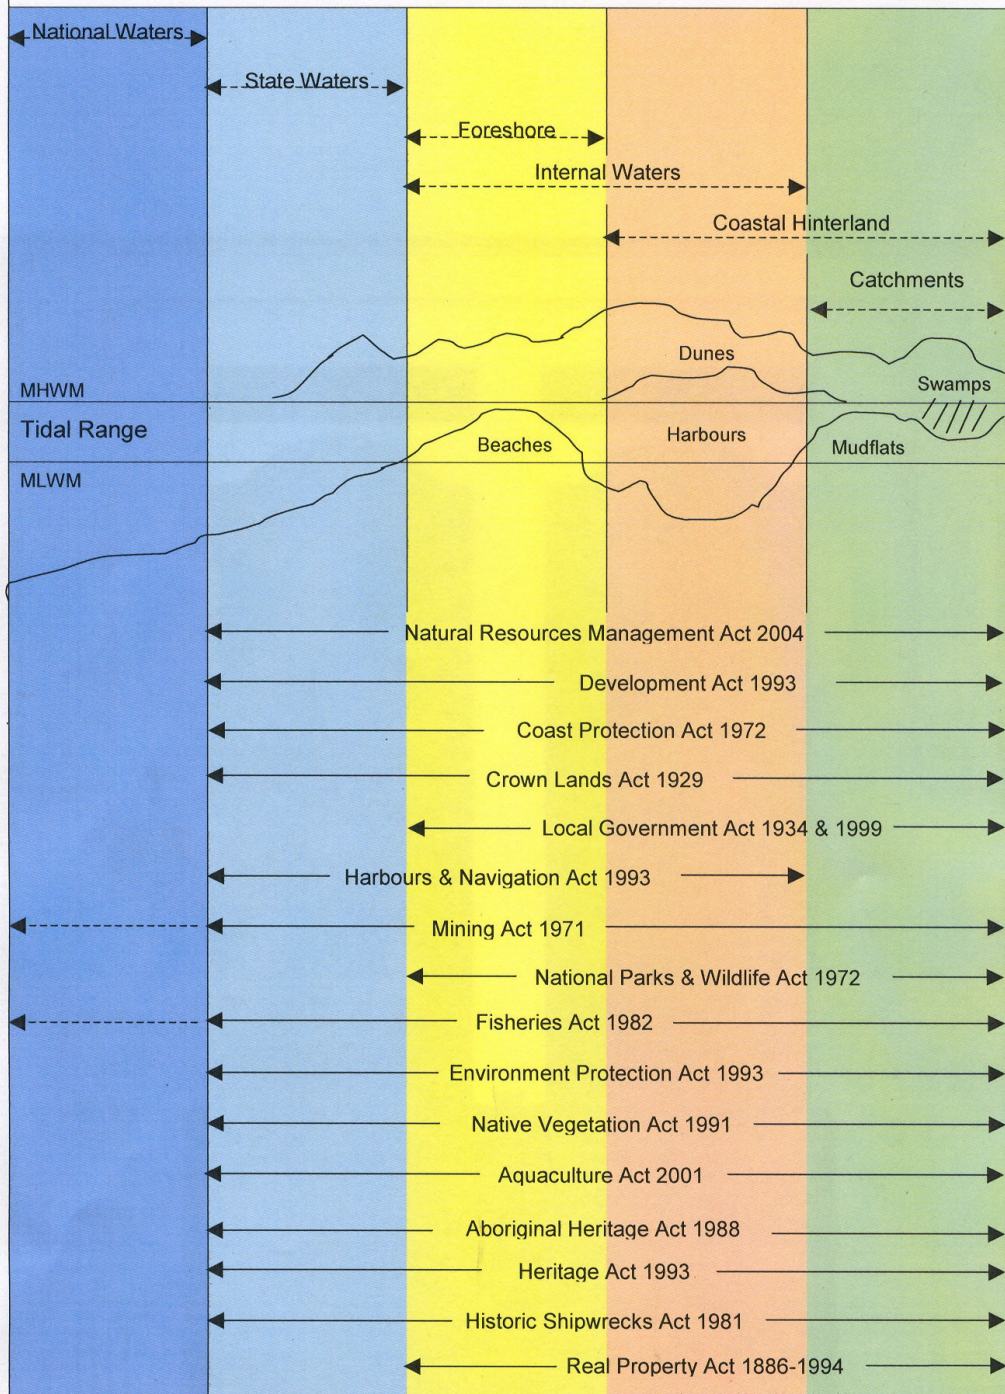 National Waters
State Waters
Foreshore
Internal Waters
Coastal Hinterland
Catchments
Dunes
Swamps
MHWM
Tidal Range
Harbours
Beaches
Mudflats
MLWM
Natural Resources Management Act 2004
Development Act 1993
Coast Protection Act 1972
Crown Lands Act 1929
Local Government Act 1934 & 1999
Harbours & Navigation Act 1993
Mining Act 1971
National Parks & Wildlife Act 1972
Fisheries Act 1982
Environment Protection Act 1993
Native Vegetation Act 1991
Aquaculture Act 2001
Aboriginal Heritage Act 1988
Heritage Act 1993
Historic Shipwrecks Act 1981
Real Property Act 1886-1994